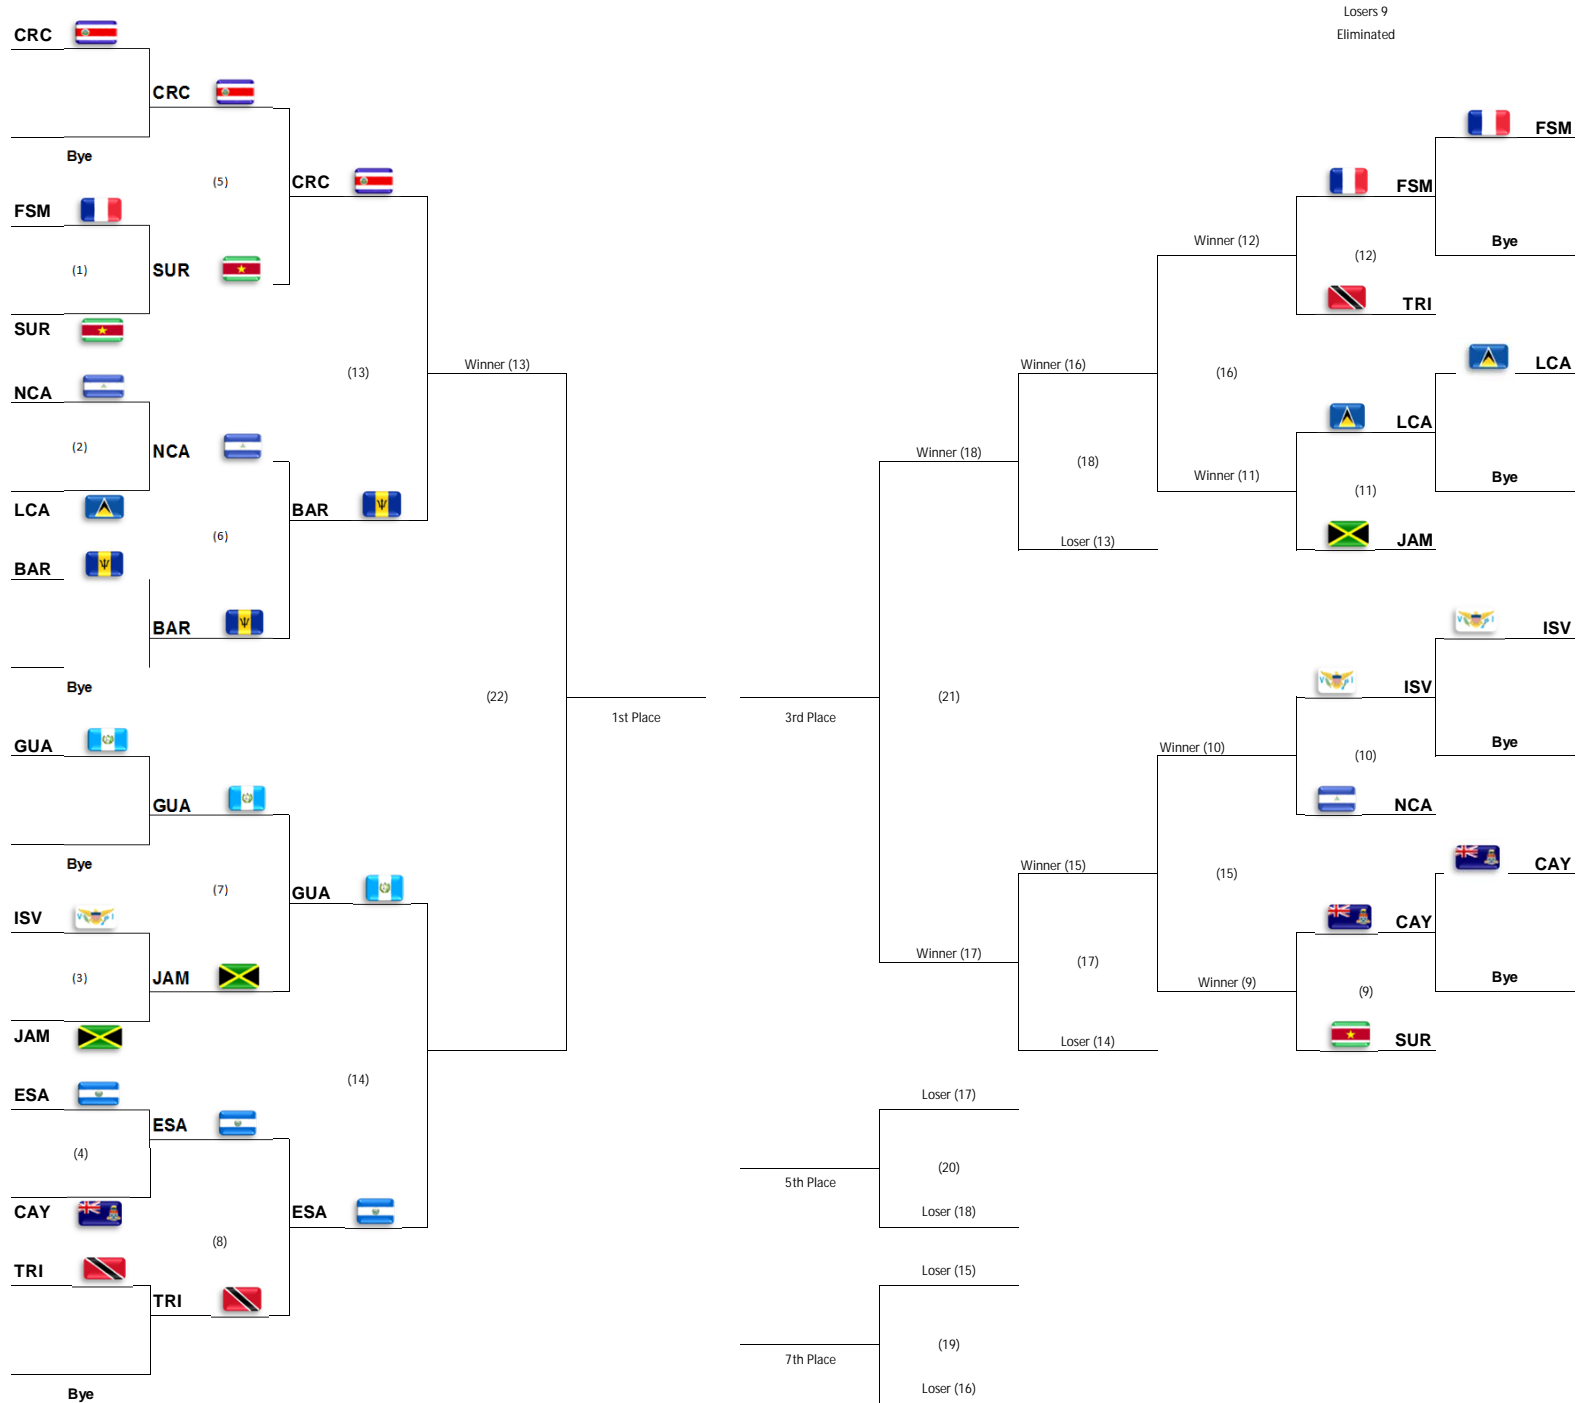 Losers 9
Eliminated
CRC
CRC
Bye
(5)
CRC
FSM
(1)
SUR
SUR
NCA
(13)
Winner (13)
(2)
NCA
LCA
BAR
(6)
BAR
BAR
Bye
(22)
1st Place
GUA
GUA
Bye
(7)
GUA
ISV
(3)
JAM
JAM
(14)
ESA
ESA
(4)
CAY
ESA
(8)
TRI
TRI
Bye
FSM
FSM
Winner (12)
(12)
Bye
TRI
LCA
Winner (16)
(16)
LCA
Winner (18)
(18)
Winner (11)
(11)
Bye
Loser (13)
JAM
ISV
ISV
3rd Place
(21)
Winner (10)
(10)
Bye
NCA
CAY
Winner (15)
(15)
CAY
Winner (17)
(17)
Winner (9)
(9)
Bye
Loser (14)
SUR
Loser (17)
5th Place
(20)
Loser (18)
Loser (15)
7th Place
(19)
Loser (16)